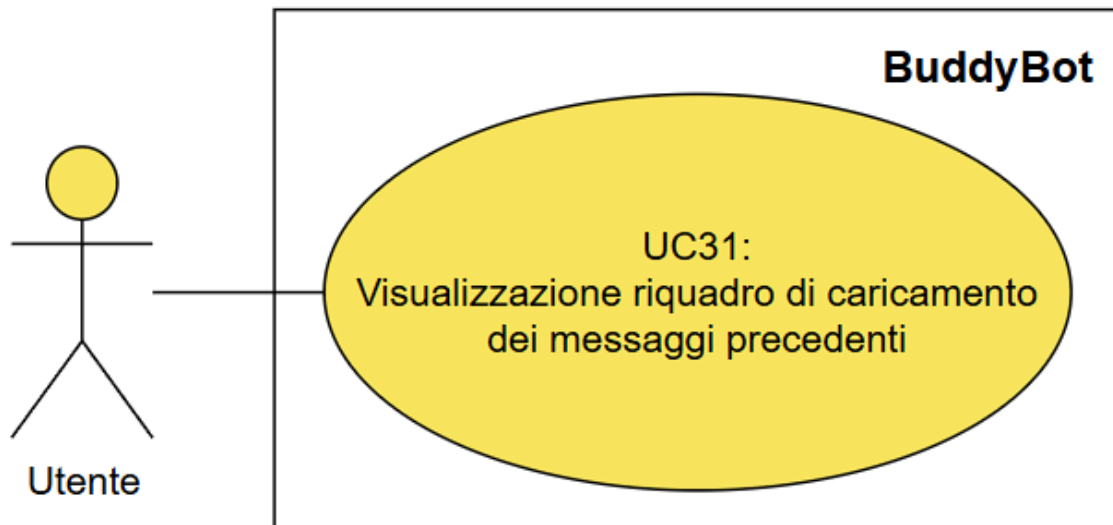 BuddyBot
UC31:
Visualizzazione riquadro di caricamento
dei messaggi precedenti
Utente